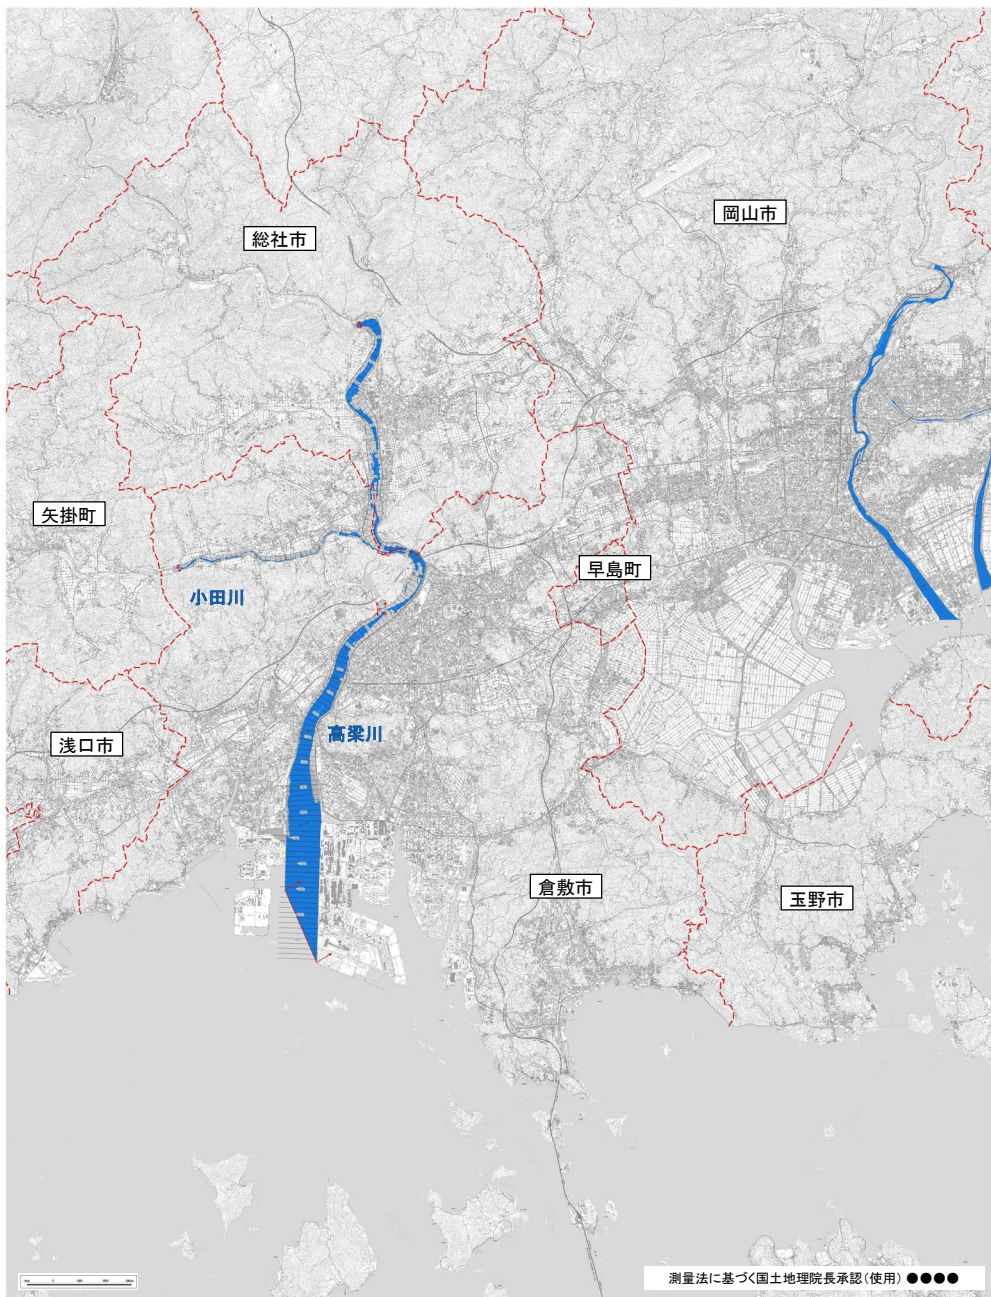 岡山市
総社市
矢掛町
早島町
小田川
高梁川
浅口市
倉敷市
玉野市
測量法に基づく国土地理院長承認(使用)●●●●